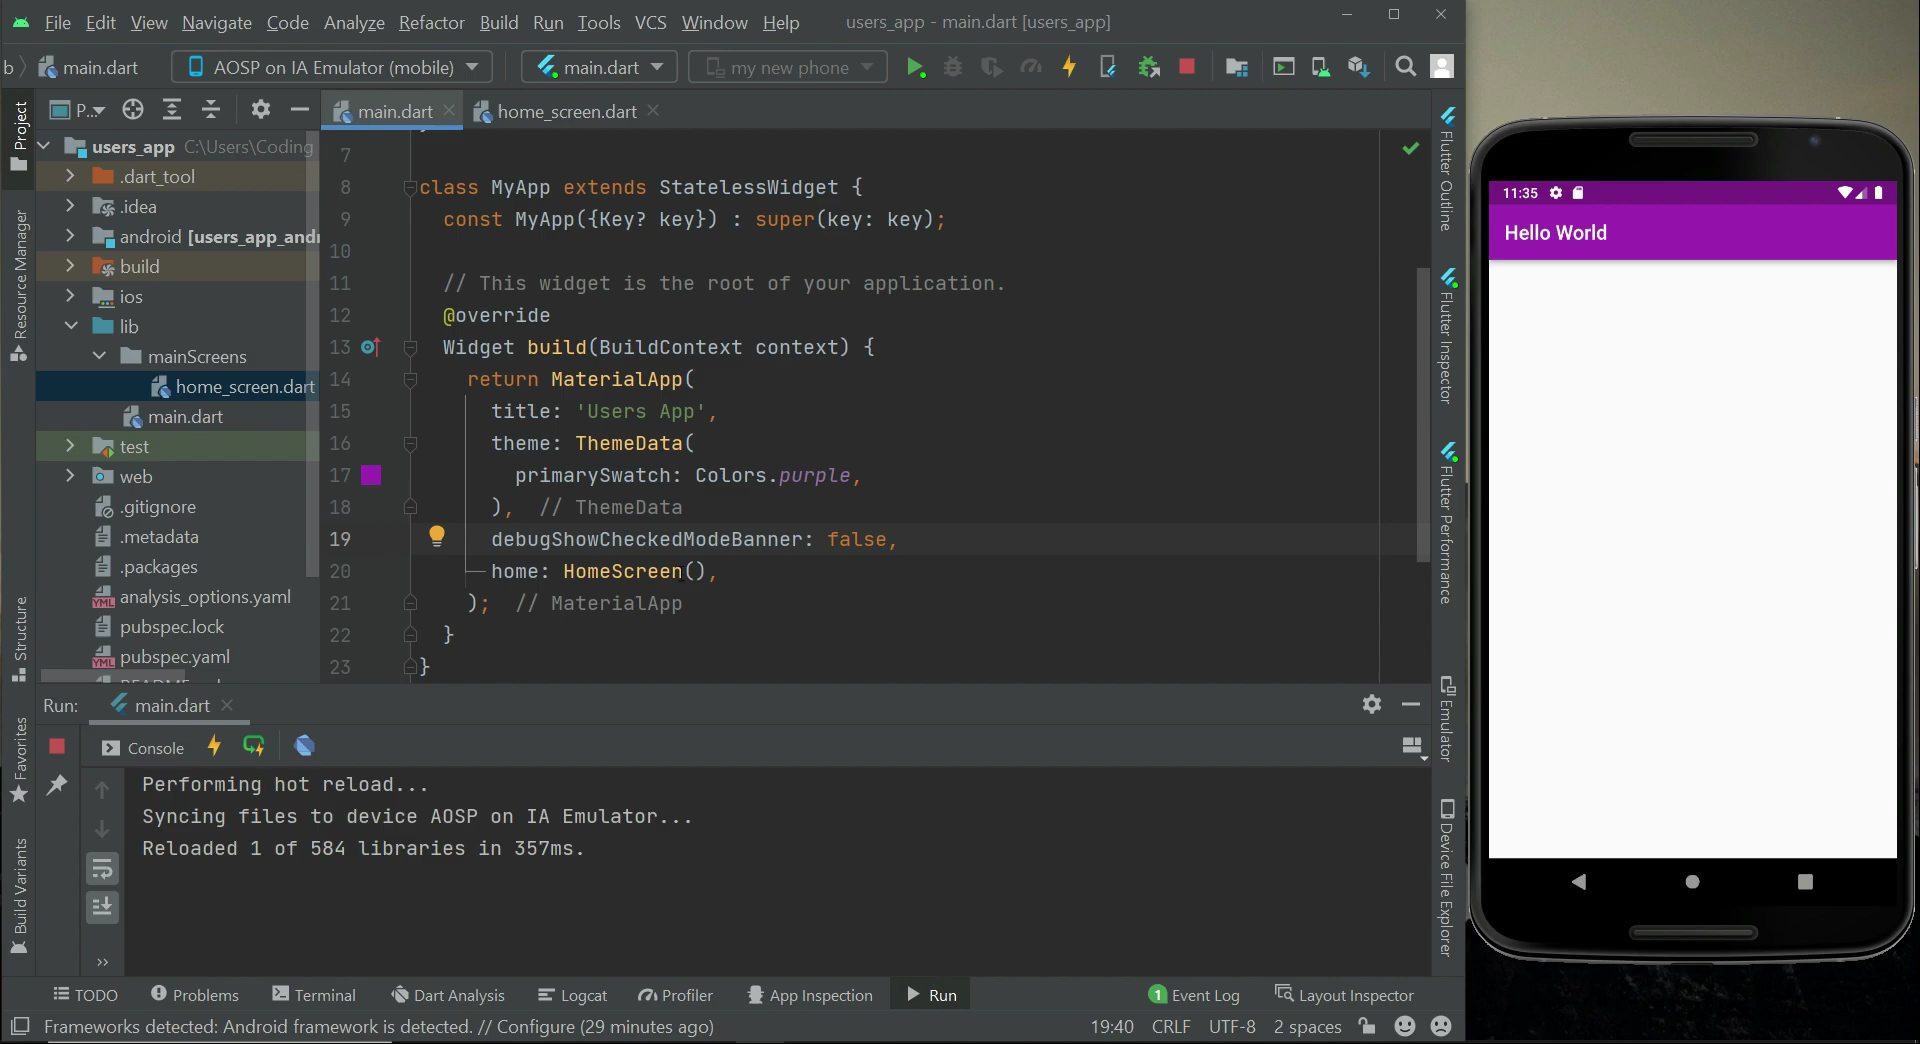 File Edit View Navigate Code Analyze Refactor Build Run Tools VCS Window Help users_app - main.dart [users_app]
b main.dart AOSP on IA Emulator (mobile) main.dart my new phone
P... main.dart home_screen.dart
Project
Resource Manager
Structure
Favorites
Build Variants
users_app C:\Users\Coding
.dart_tool
.idea
android [users_app_and
build
ios
lib
mainScreens
home_screen.dart
main.dart
test
web
.gitignore
.metadata
.packages
analysis_options.yaml
pubspec.lock
pubspec.yaml
7
8 class MyApp extends StatelessWidget {
9 const MyApp({Key? key}) : super(key: key);
10
11 // This widget is the root of your application.
12 @override
13 Widget build(BuildContext context) {
14 return MaterialApp(
15 title: 'Users App',
16 theme: ThemeData(
17 primarySwatch: Colors.purple,
18 ), // ThemeData
19 debugShowCheckedModeBanner: false,
20 home: HomeScreen(),
21 ); // MaterialApp
22 }
23 }
Flutter Outline
Flutter Inspector
Flutter Performance
Emulator
Device File Explorer
11:35
Hello World
Run: main.dart
Console
Performing hot reload...
Syncing files to device AOSP on IA Emulator...
Reloaded 1 of 584 libraries in 357ms.
TODO Problems Terminal Dart Analysis Logcat Profiler App Inspection Run 1 Event Log Layout Inspector
Frameworks detected: Android framework is detected. // Configure (29 minutes ago) 19:40 CRLF UTF-8 2 spaces